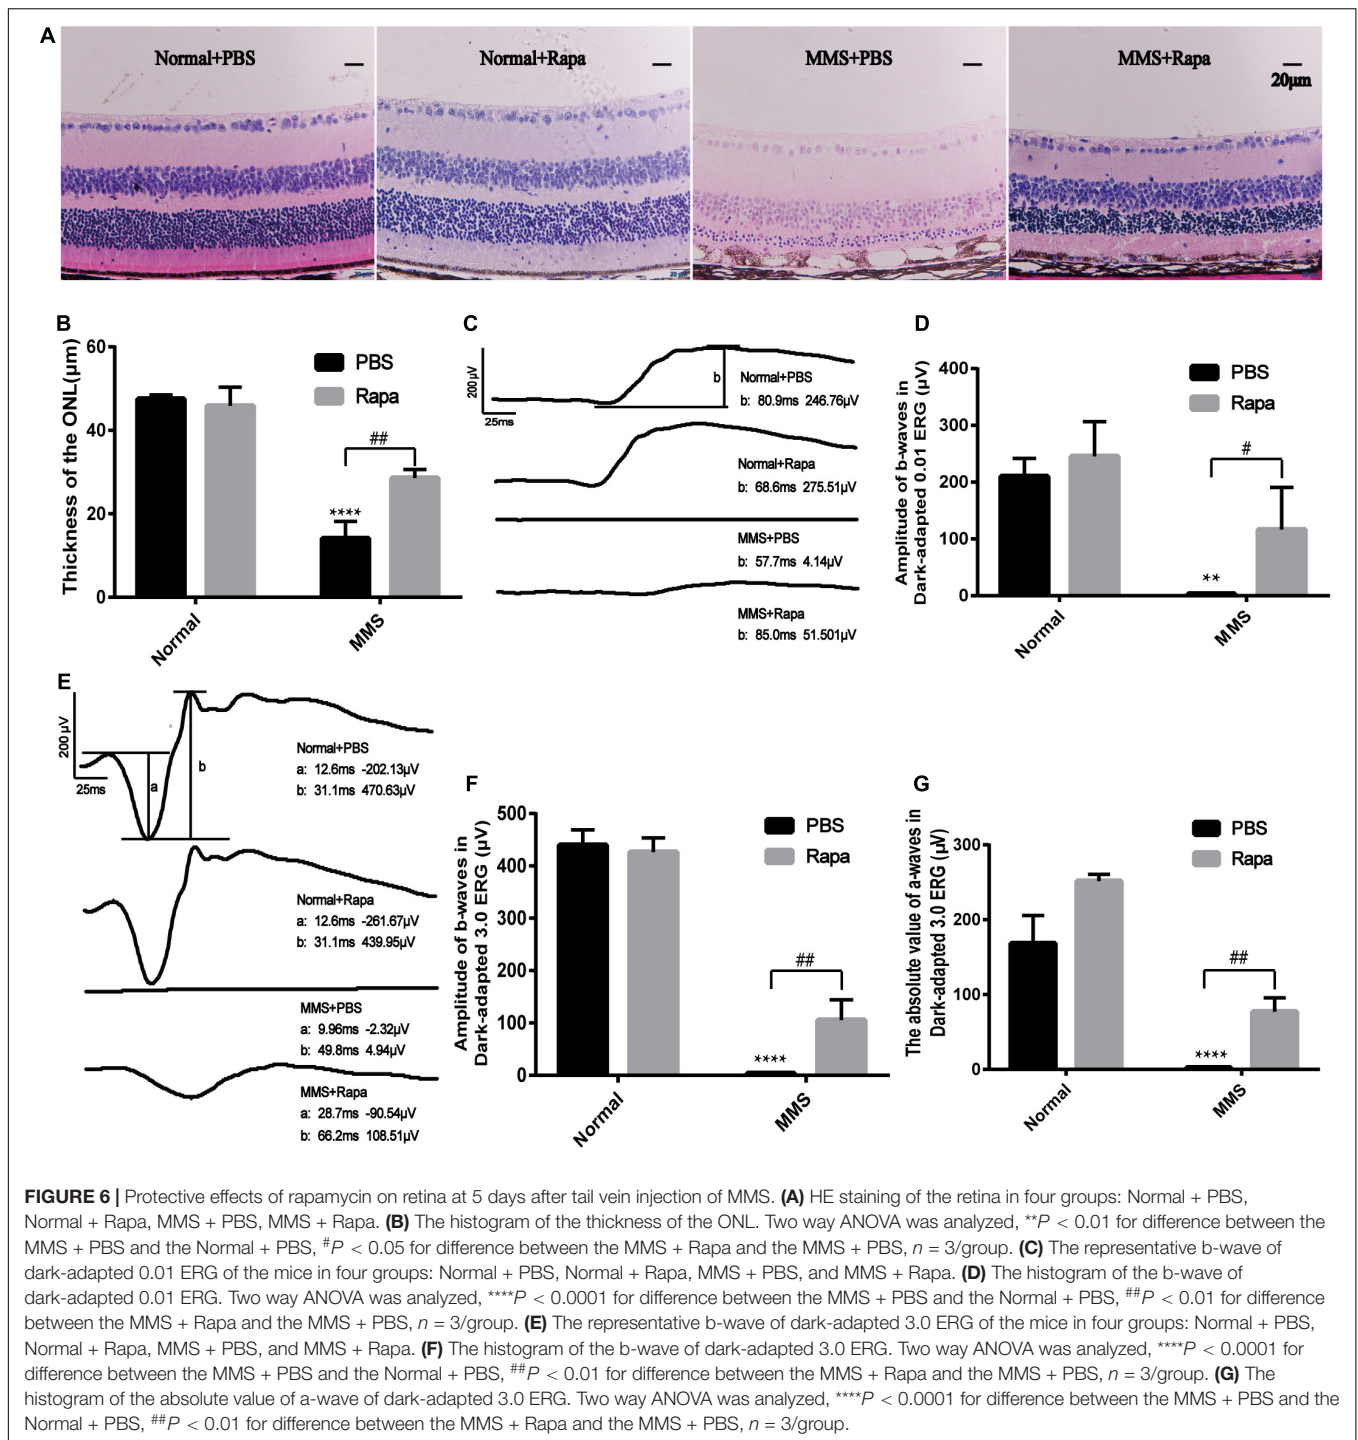 A
Normal+PBS
Normal+Rapa
MMS+PBS
MMS+Rapa
20μm
B
Thickness of the ONL(μm)
60
40
20
0
PBS
Rapa
##
****
Normal
MMS
C
200 μV
25ms
b
Normal+PBS
b: 80.9ms 246.76μV
Normal+Rapa
b: 68.6ms 275.51μV
MMS+PBS
b: 57.7ms 4.14μV
MMS+Rapa
b: 85.0ms 51.501μV
D
Amplitude of b-waves in
Dark-adapted 0.01 ERG (μV)
400
300
200
100
0
PBS
Rapa
#
**
Normal
MMS
E
200 μV
25ms
a
b
Normal+PBS
a: 12.6ms -202.13μV
b: 31.1ms 470.63μV
Normal+Rapa
a: 12.6ms -261.67μV
b: 31.1ms 439.95μV
MMS+PBS
a: 9.96ms -2.32μV
b: 49.8ms 4.94μV
MMS+Rapa
a: 28.7ms -90.54μV
b: 66.2ms 108.51μV
F
Amplitude of b-waves in
Dark-adapted 3.0 ERG (μV)
500
400
300
200
100
0
PBS
Rapa
##
****
Normal
MMS
G
The absolute value of a-waves in
Dark-adapted 3.0 ERG (μV)
300
200
100
0
PBS
Rapa
##
****
Normal
MMS
FIGURE 6 | Protective effects of rapamycin on retina at 5 days after tail vein injection of MMS. (A) HE staining of the retina in four groups: Normal + PBS,
Normal + Rapa, MMS + PBS, MMS + Rapa. (B) The histogram of the thickness of the ONL. Two way ANOVA was analyzed, **P < 0.01 for difference between the
MMS + PBS and the Normal + PBS, #P < 0.05 for difference between the MMS + Rapa and the MMS + PBS, n = 3/group. (C) The representative b-wave of
dark-adapted 0.01 ERG of the mice in four groups: Normal + PBS, Normal + Rapa, MMS + PBS, and MMS + Rapa. (D) The histogram of the b-wave of
dark-adapted 0.01 ERG. Two way ANOVA was analyzed, ****P < 0.0001 for difference between the MMS + PBS and the Normal + PBS, ##P < 0.01 for difference
between the MMS + Rapa and the MMS + PBS, n = 3/group. (E) The representative b-wave of dark-adapted 3.0 ERG of the mice in four groups: Normal + PBS,
Normal + Rapa, MMS + PBS, and MMS + Rapa. (F) The histogram of the b-wave of dark-adapted 3.0 ERG. Two way ANOVA was analyzed, ****P < 0.0001 for
difference between the MMS + PBS and the Normal + PBS, ##P < 0.01 for difference between the MMS + Rapa and the MMS + PBS, n = 3/group. (G) The
histogram of the absolute value of a-wave of dark-adapted 3.0 ERG. Two way ANOVA was analyzed, ****P < 0.0001 for difference between the MMS + PBS and the
Normal + PBS, ##P < 0.01 for difference between the MMS + Rapa and the MMS + PBS, n = 3/group.